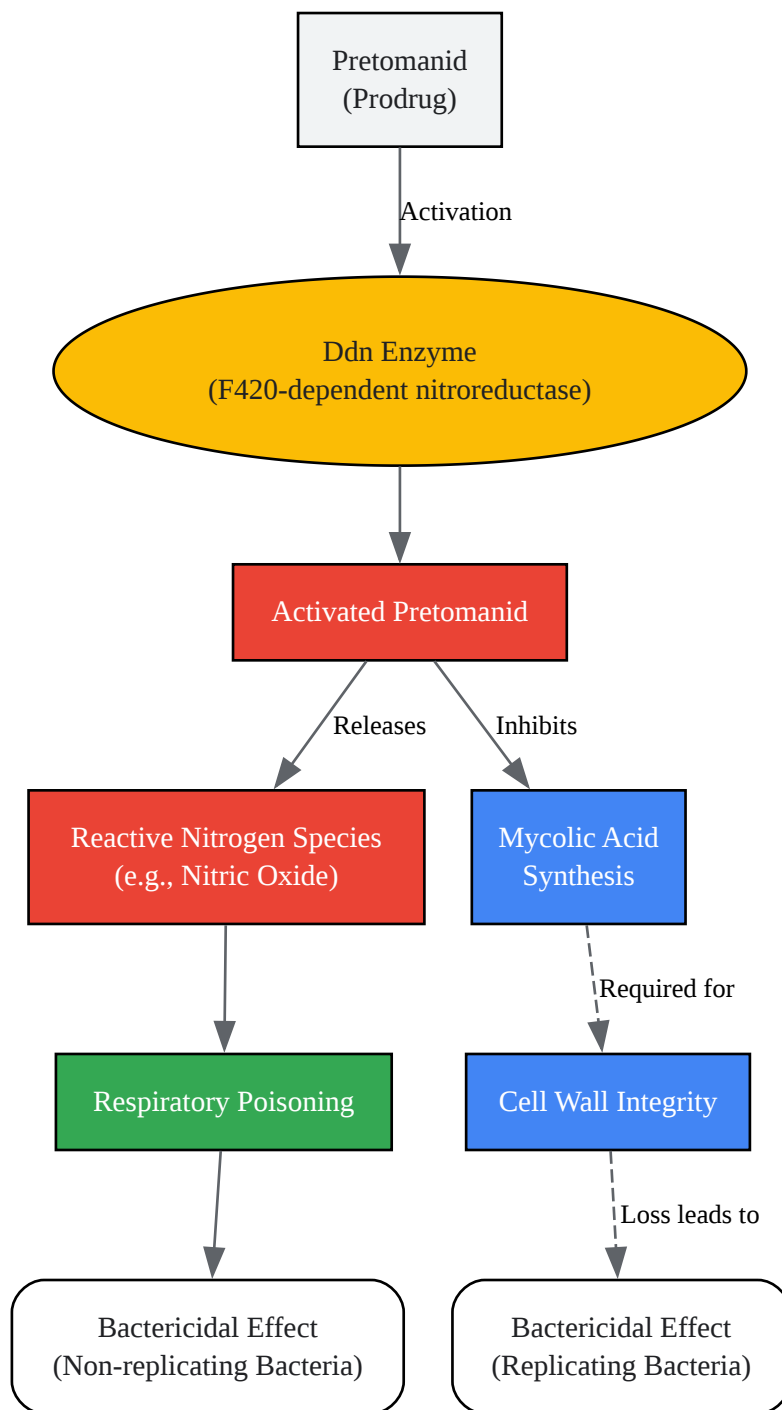 Pretomanid
(Prodrug)
Activation
Ddn Enzyme
(F420-dependent nitroreductase)
Activated Pretomanid
Releases
Inhibits
Reactive Nitrogen Species
(e.g., Nitric Oxide)
Mycolic Acid
Synthesis
Required for
Respiratory Poisoning
Cell Wall Integrity
Loss leads to
Bactericidal Effect
(Non-replicating Bacteria)
Bactericidal Effect
(Replicating Bacteria)